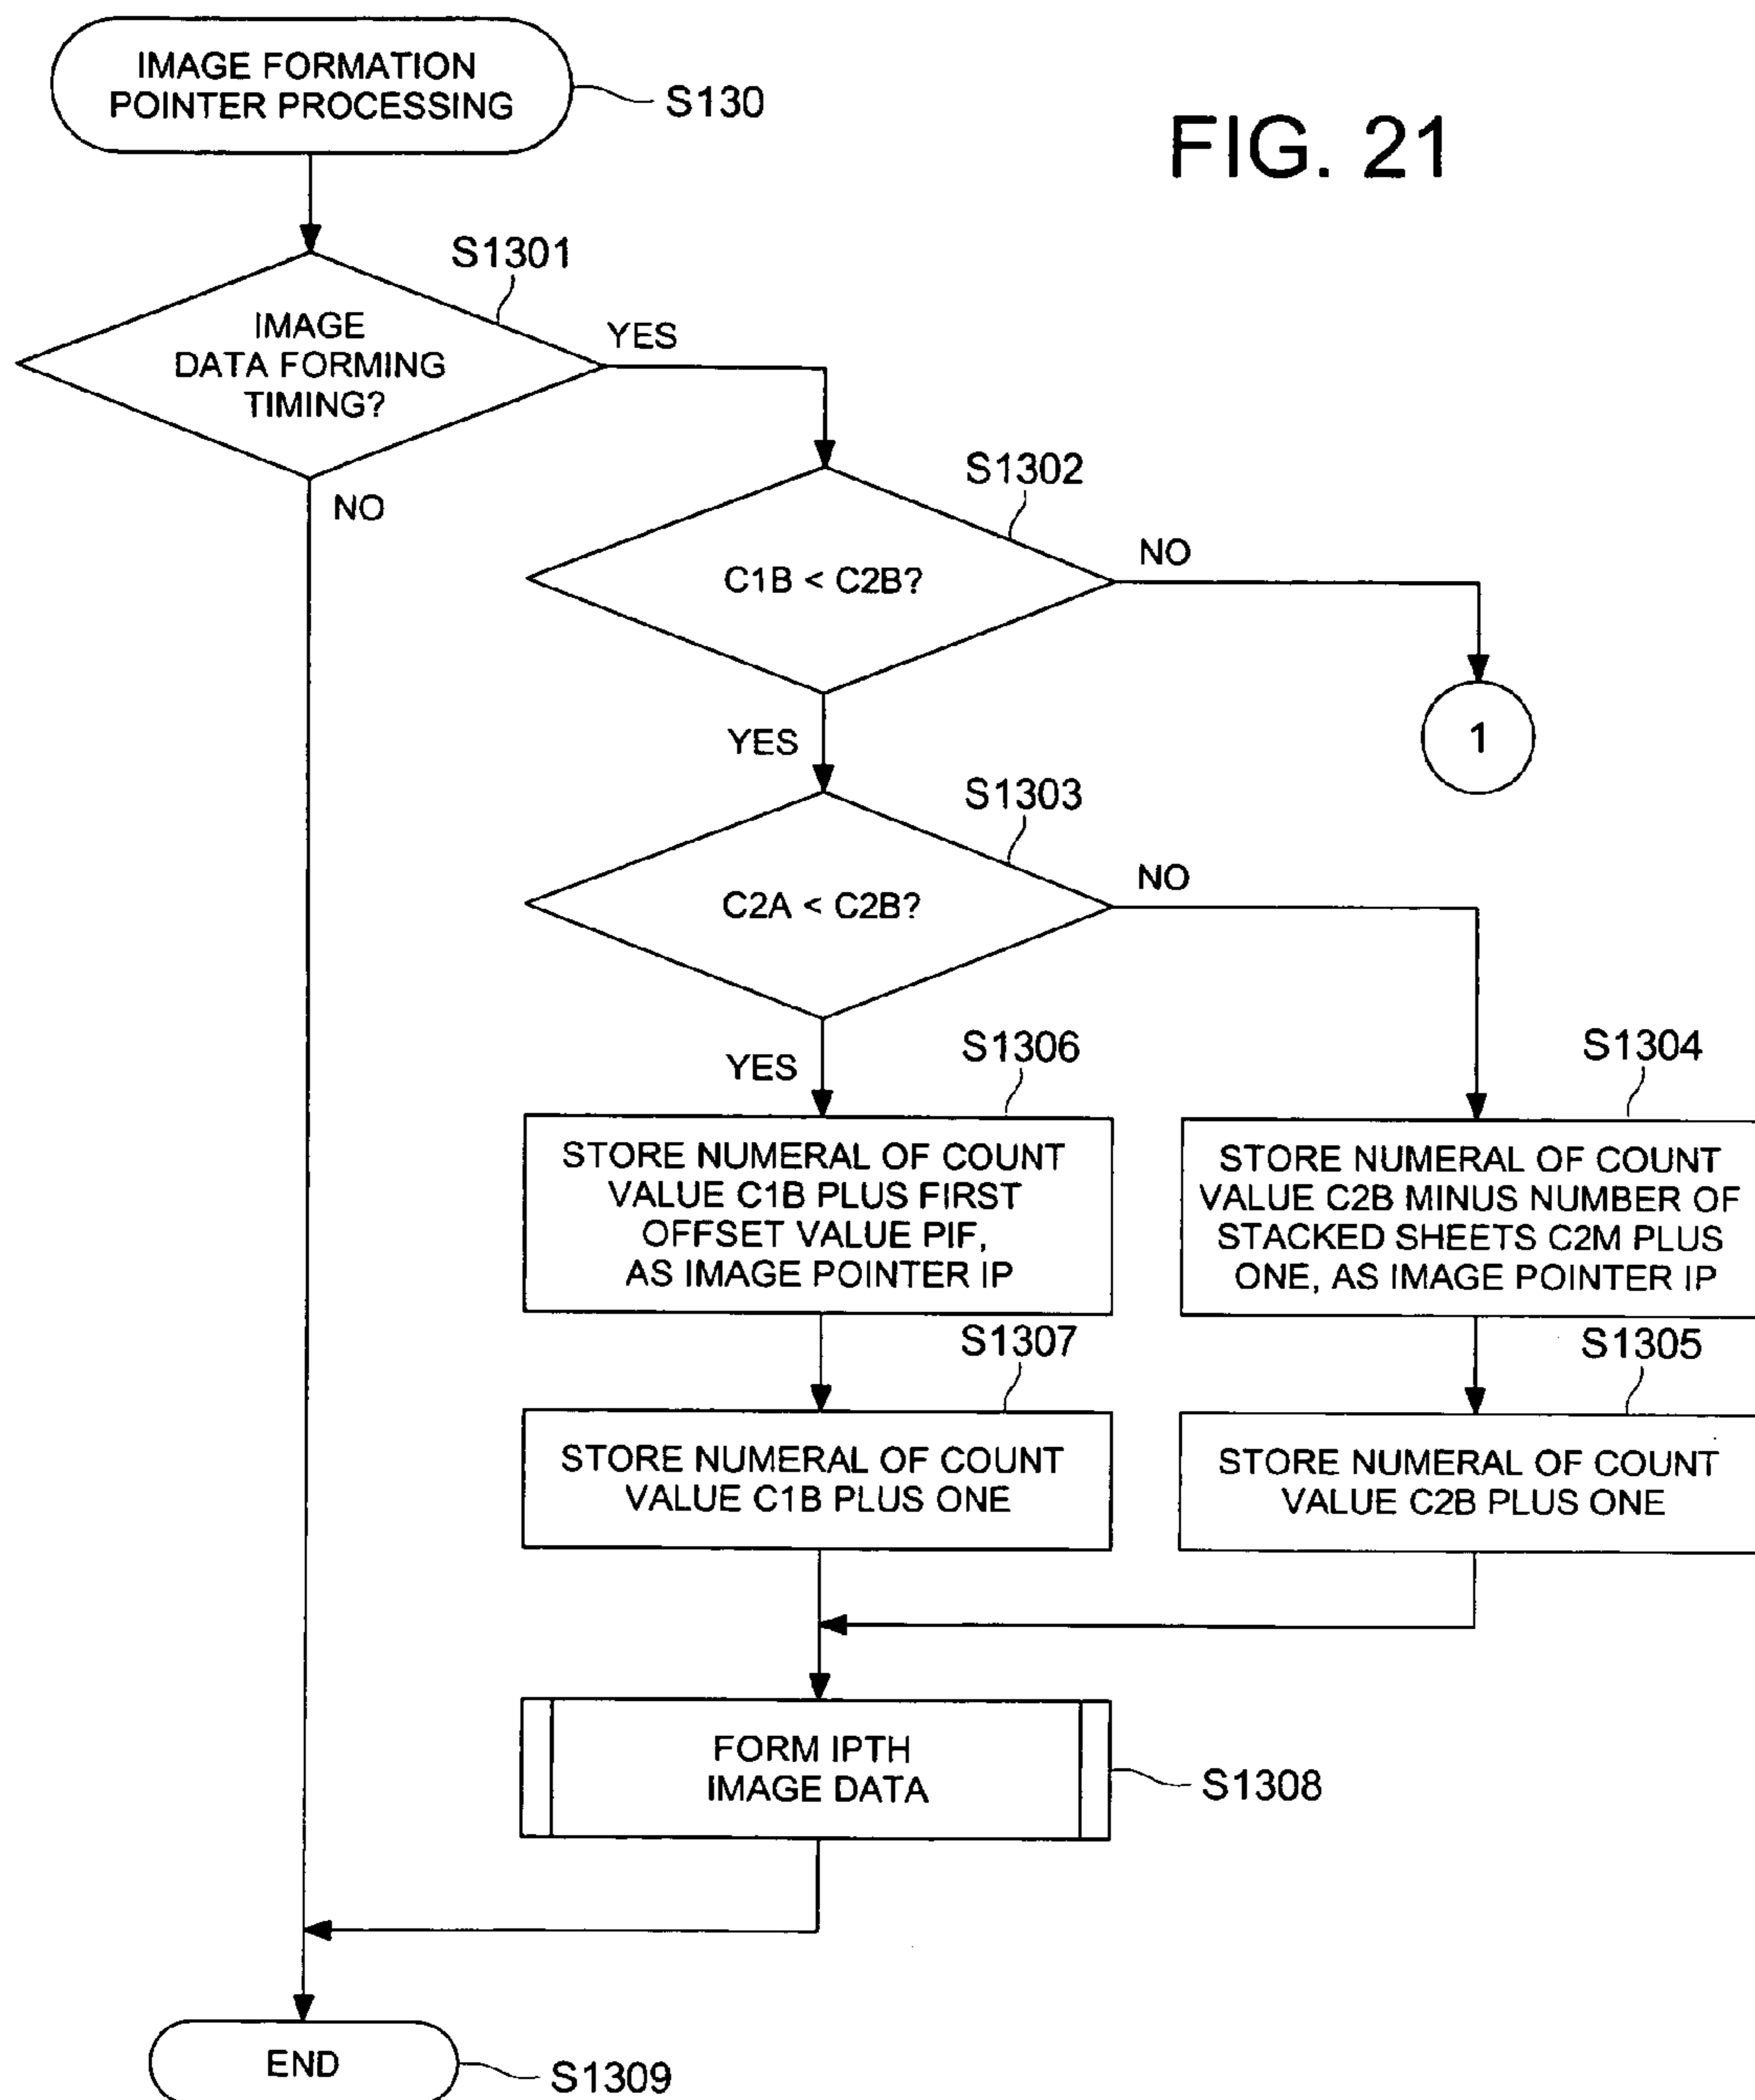 IMAGE FORMATION
POINTER PROCESSING
S130
FIG. 21
S1301
IMAGE
DATA FORMING
TIMING?
YES
NO
S1302
C1B < C2B?
NO
1
YES
S1303
C2A < C2B?
NO
YES
S1306
STORE NUMERAL OF COUNT
VALUE C1B PLUS FIRST
OFFSET VALUE PIF,
AS IMAGE POINTER IP
S1304
STORE NUMERAL OF COUNT
VALUE C2B MINUS NUMBER OF
STACKED SHEETS C2M PLUS
ONE, AS IMAGE POINTER IP
S1307
STORE NUMERAL OF COUNT
VALUE C1B PLUS ONE
S1305
STORE NUMERAL OF COUNT
VALUE C2B PLUS ONE
FORM IPTH
IMAGE DATA
S1308
END
S1309